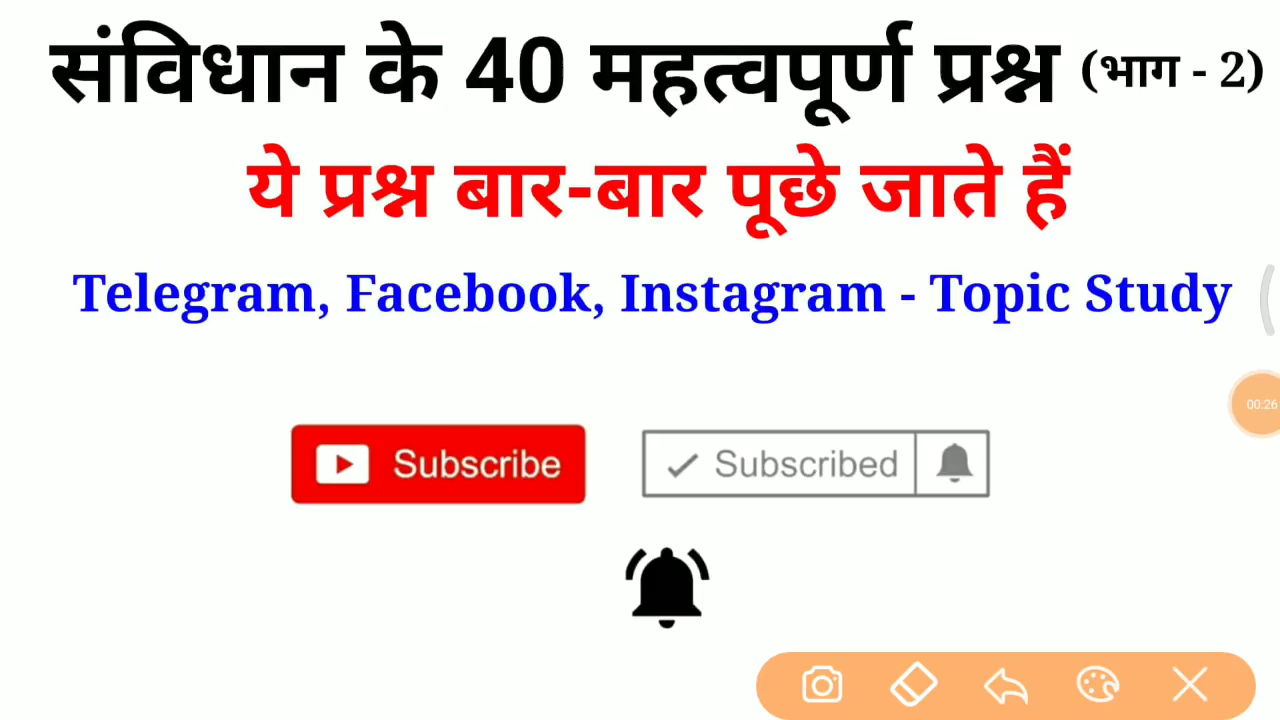 संविधान के 40 महत्वपूर्ण प्रश्न (भाग - 2)
ये प्रश्न बार-बार पूछे जाते हैं
Telegram, Facebook, Instagram - Topic Study
00:26
Subscribe
Subscribed